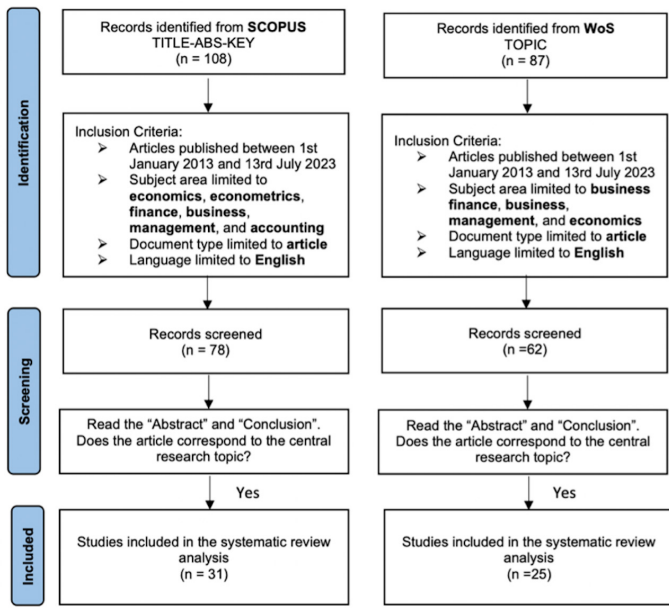 Identification
Records identified from SCOPUS
TITLE-ABS-KEY
(n = 108)
Records identified from WoS
TOPIC
(n = 87)
Inclusion Criteria:
➢ Articles published between 1st
January 2013 and 13rd July 2023
➢ Subject area limited to
economics, econometrics,
finance, business,
management, and accounting
➢ Document type limited to article
➢ Language limited to English
Inclusion Criteria:
➢ Articles published between 1st
January 2013 and 13rd July 2023
➢ Subject area limited to business
finance, business,
management, and economics
➢ Document type limited to article
➢ Language limited to English
Screening
Records screened
(n = 78)
Records screened
(n =62)
Read the “Abstract” and “Conclusion”.
Does the article correspond to the central
research topic?
Read the “Abstract” and “Conclusion”.
Does the article correspond to the central
research topic?
Yes
Yes
Included
Studies included in the systematic review
analysis
(n = 31)
Studies included in the systematic review
analysis
(n =25)